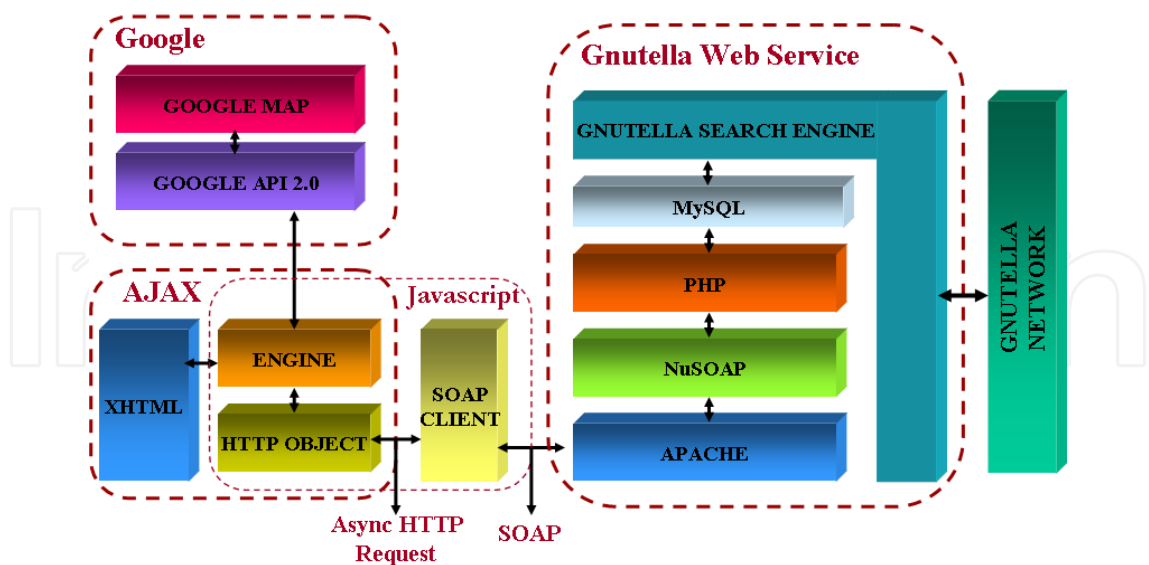 Google
GOOGLE MAP
GOOGLE API 2.0
AJAX
Javascript
XHTML
ENGINE
HTTP OBJECT
SOAP
CLIENT
Async HTTP
Request
SOAP
Gnutella Web Service
GNUTELLA SEARCH ENGINE
MySQL
PHP
NuSOAP
APACHE
GNUTELLA
NETWORK